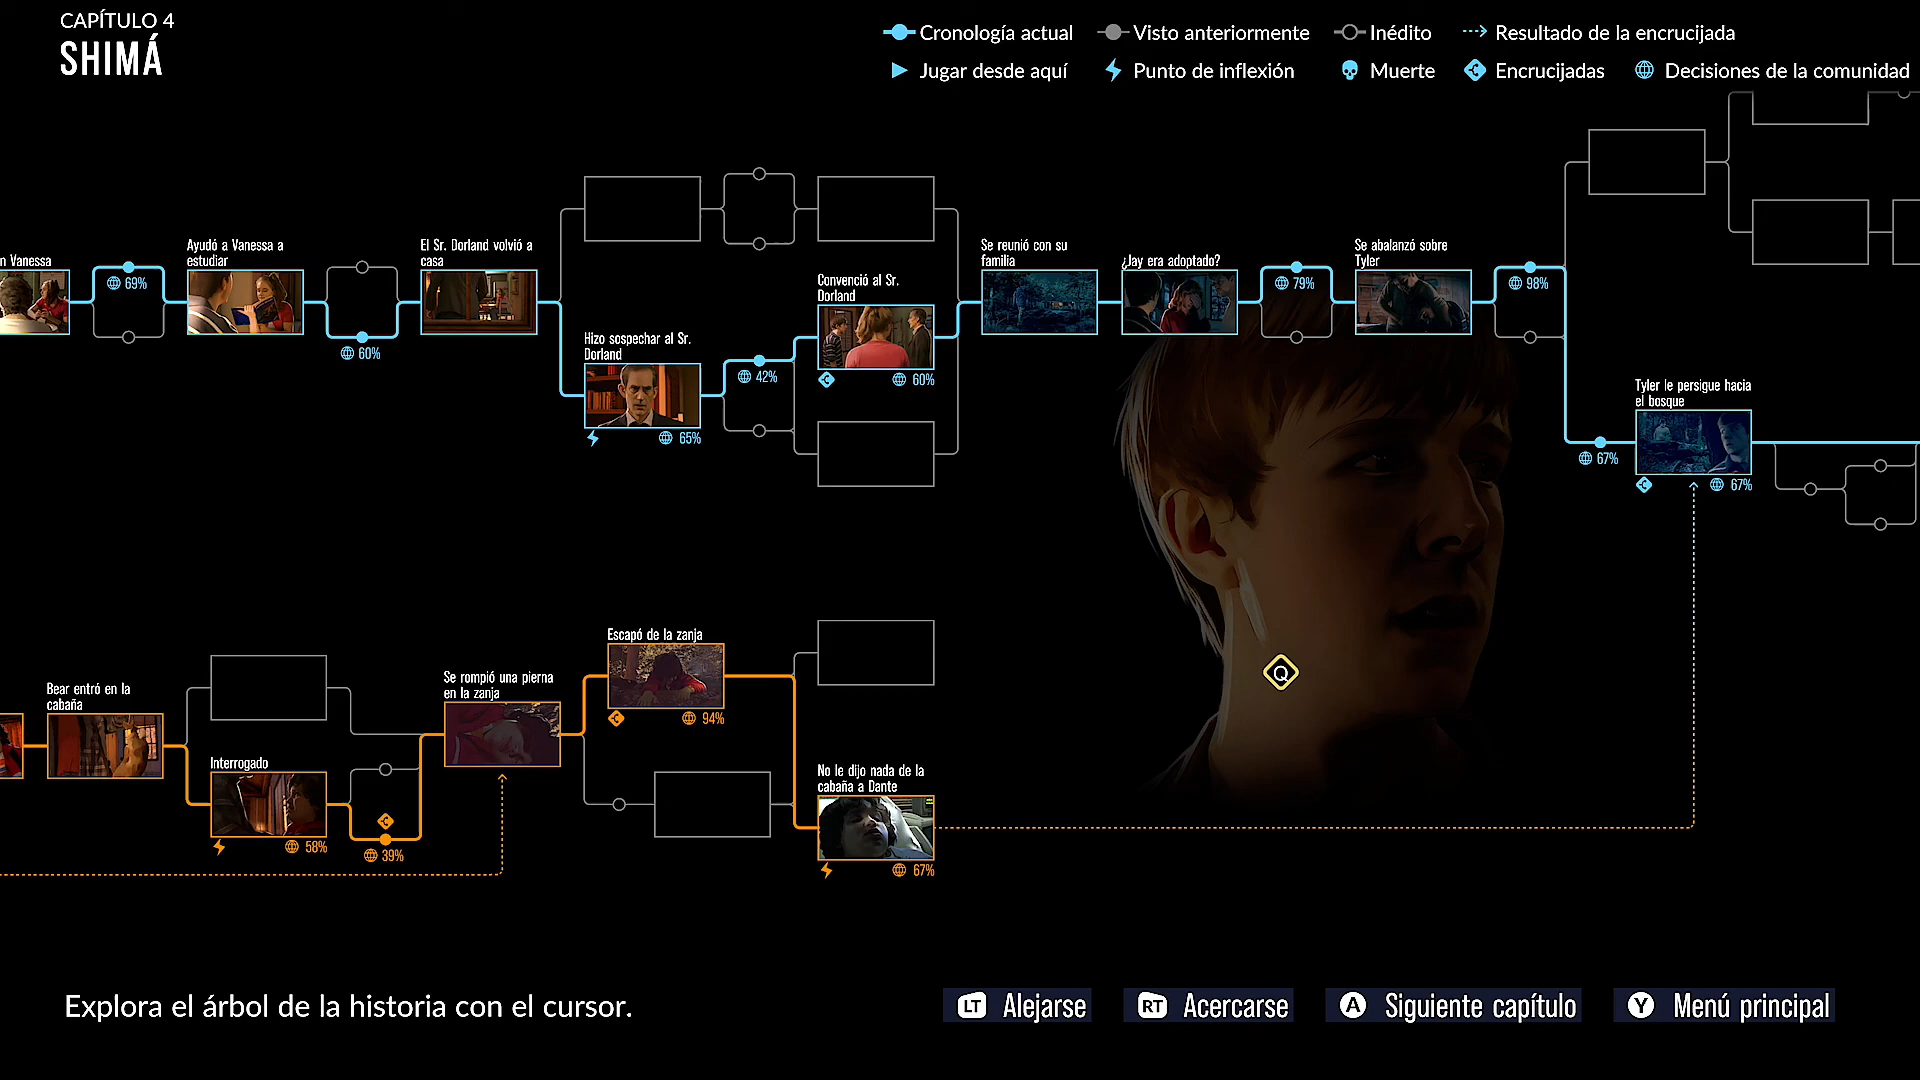 CAPÍTULO 4
SHIMÁ
Cronología actual
Visto anteriormente
Inédito
Resultado de la encrucijada
Jugar desde aquí
Punto de inflexión
Muerte
Encrucijadas
Decisiones de la comunidad
n Vanessa
69%
Ayudó a Vanessa a
estudiar
60%
El Sr. Dorland volvió a
casa
Hizo sospechar al Sr.
Dorland
65%
42%
Convenció al Sr.
Dorland
60%
Se reunió con su
familia
¿Jay era adoptado?
79%
Se abalanzó sobre
Tyler
98%
67%
Tyler le persigue hacia
el bosque
67%
Bear entró en la
cabaña
Interrogado
58%
39%
Se rompió una pierna
en la zanja
Escapó de la zanja
94%
No le dijo nada de la
cabaña a Dante
67%
Q
Explora el árbol de la historia con el cursor.
LT Alejarse
RT Acercarse
A Siguiente capítulo
Y Menú principal